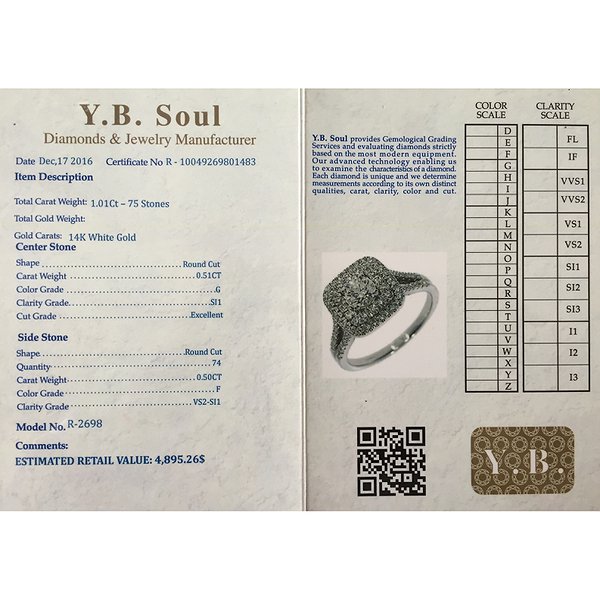 Y.B. Soul
Diamonds & Jewelry Manufacturer
Date Dec,17 2016 Certificate No R - 10049269801483
Item Description
Total Carat Weight: 1.01Ct – 75 Stones
Total Gold Weight:
Gold Carats: 14K White Gold
Center Stone
Shape Round Cut
Carat Weight 0.51CT
Color Grade G
Clarity Grade SI1
Cut Grade Excellent
Side Stone
Shape Round Cut
Quantity 74
Carat Weight 0.50CT
Color Grade F
Clarity Grade VS2-SI1
Model No. R-2698
Comments:
ESTIMATED RETAIL VALUE: 4,895.26$
Y.B. Soul provides Gemological Grading
Services and evaluating diamonds strictly
based on the most modern equipment.
Our advanced technology enabling us
to examine the characteristics of a diamond.
Each diamond is unique and we determine
measurements according to its own distinct
qualities, carat, clarity, color and cut.
COLOR
SCALE
D
E
F
G
H
I
J
K
L
M
N
O
P
Q
R
S
T
U
V
W
X
Y
Z
CLARITY
SCALE
FL
IF
VVS1
VVS2
VS1
VS2
SI1
SI2
SI3
I1
I2
I3
Y.B.